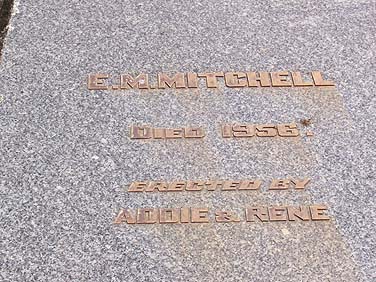 E.M.MITCHELL
DIED 1956.
ERECTED BY
ADDIE & RENE